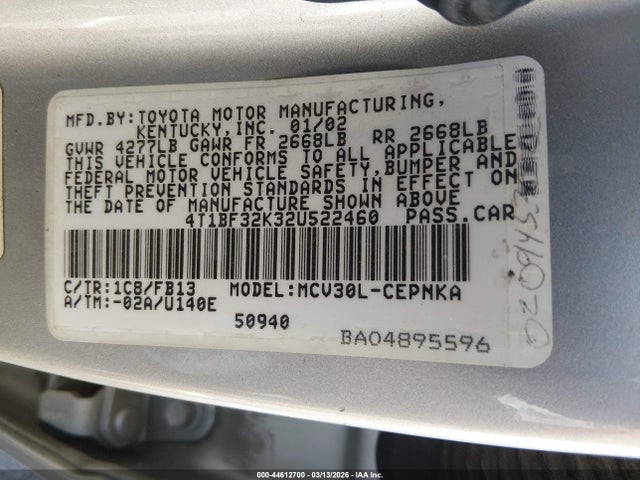 MFD.BY:TOYOTA MOTOR MANUFACTURING,
KENTUCKY,INC. 01/02
GVWR 4277LB GAWR FR 2668LB RR 2668LB
THIS VEHICLE CONFORMS TO ALL APPLICABLE
FEDERAL MOTOR VEHICLE SAFETY,BUMPER AND
THEFT PREVENTION STANDARDS IN EFFECT ON
THE DATE OF MANUFACTURE SHOWN ABOVE
4T1BF32K32U522460 PASS.CAR
C/TR:1C8/FB13 MODEL:MCV30L-CEPNKA
A/TM:-02A/U140E
50940
BA04895596
000-44612700 - 03/13/2026 - IAA Inc.